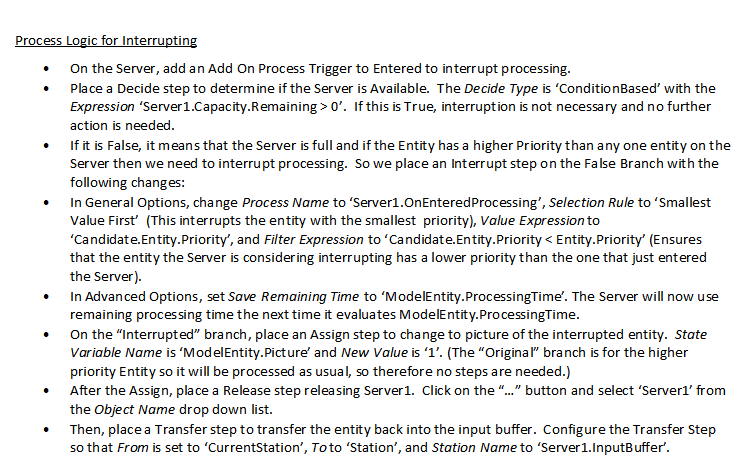 Process Logic for Interrupting
• On the Server, add an Add On Process Trigger to Entered to interrupt processing.
• Place a Decide step to determine if the Server is Available. The Decide Type is ‘ConditionBased’ with the
Expression ‘Server1.Capacity.Remaining > 0’. If this is True, interruption is not necessary and no further
action is needed.
• If it is False, it means that the Server is full and if the Entity has a higher Priority than any one entity on the
Server then we need to interrupt processing. So we place an Interrupt step on the False Branch with the
following changes:
• In General Options, change Process Name to ‘Server1.OnEnteredProcessing’, Selection Rule to ‘Smallest
Value First’ (This interrupts the entity with the smallest priority), Value Expression to
‘Candidate.Entity.Priority’, and Filter Expression to ‘Candidate.Entity.Priority < Entity.Priority’ (Ensures
that the entity the Server is considering interrupting has a lower priority than the one that just entered
the Server).
• In Advanced Options, set Save Remaining Time to ‘ModelEntity.ProcessingTime’. The Server will now use
remaining processing time the next time it evaluates ModelEntity.ProcessingTime.
• On the “Interrupted” branch, place an Assign step to change to picture of the interrupted entity. State
Variable Name is ‘ModelEntity.Picture’ and New Value is ‘1’. (The “Original” branch is for the higher
priority Entity so it will be processed as usual, so therefore no steps are needed.)
• After the Assign, place a Release step releasing Server1. Click on the “…” button and select ‘Server1’ from
the Object Name drop down list.
• Then, place a Transfer step to transfer the entity back into the input buffer. Configure the Transfer Step
so that From is set to ‘CurrentStation’, To to ‘Station’, and Station Name to ‘Server1.InputBuffer’.